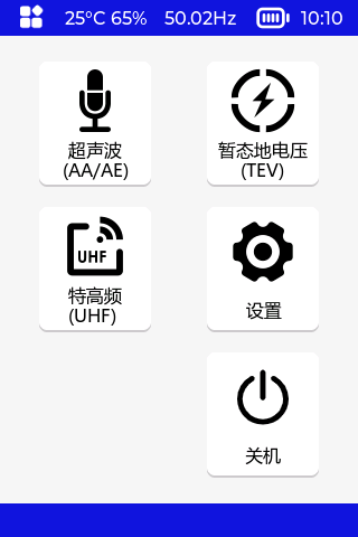 25°C 65% 50.02Hz 10:10
超声波
(AA/AE)
暂态地电压
(TEV)
UHF
特高频
(UHF)
设置
关机